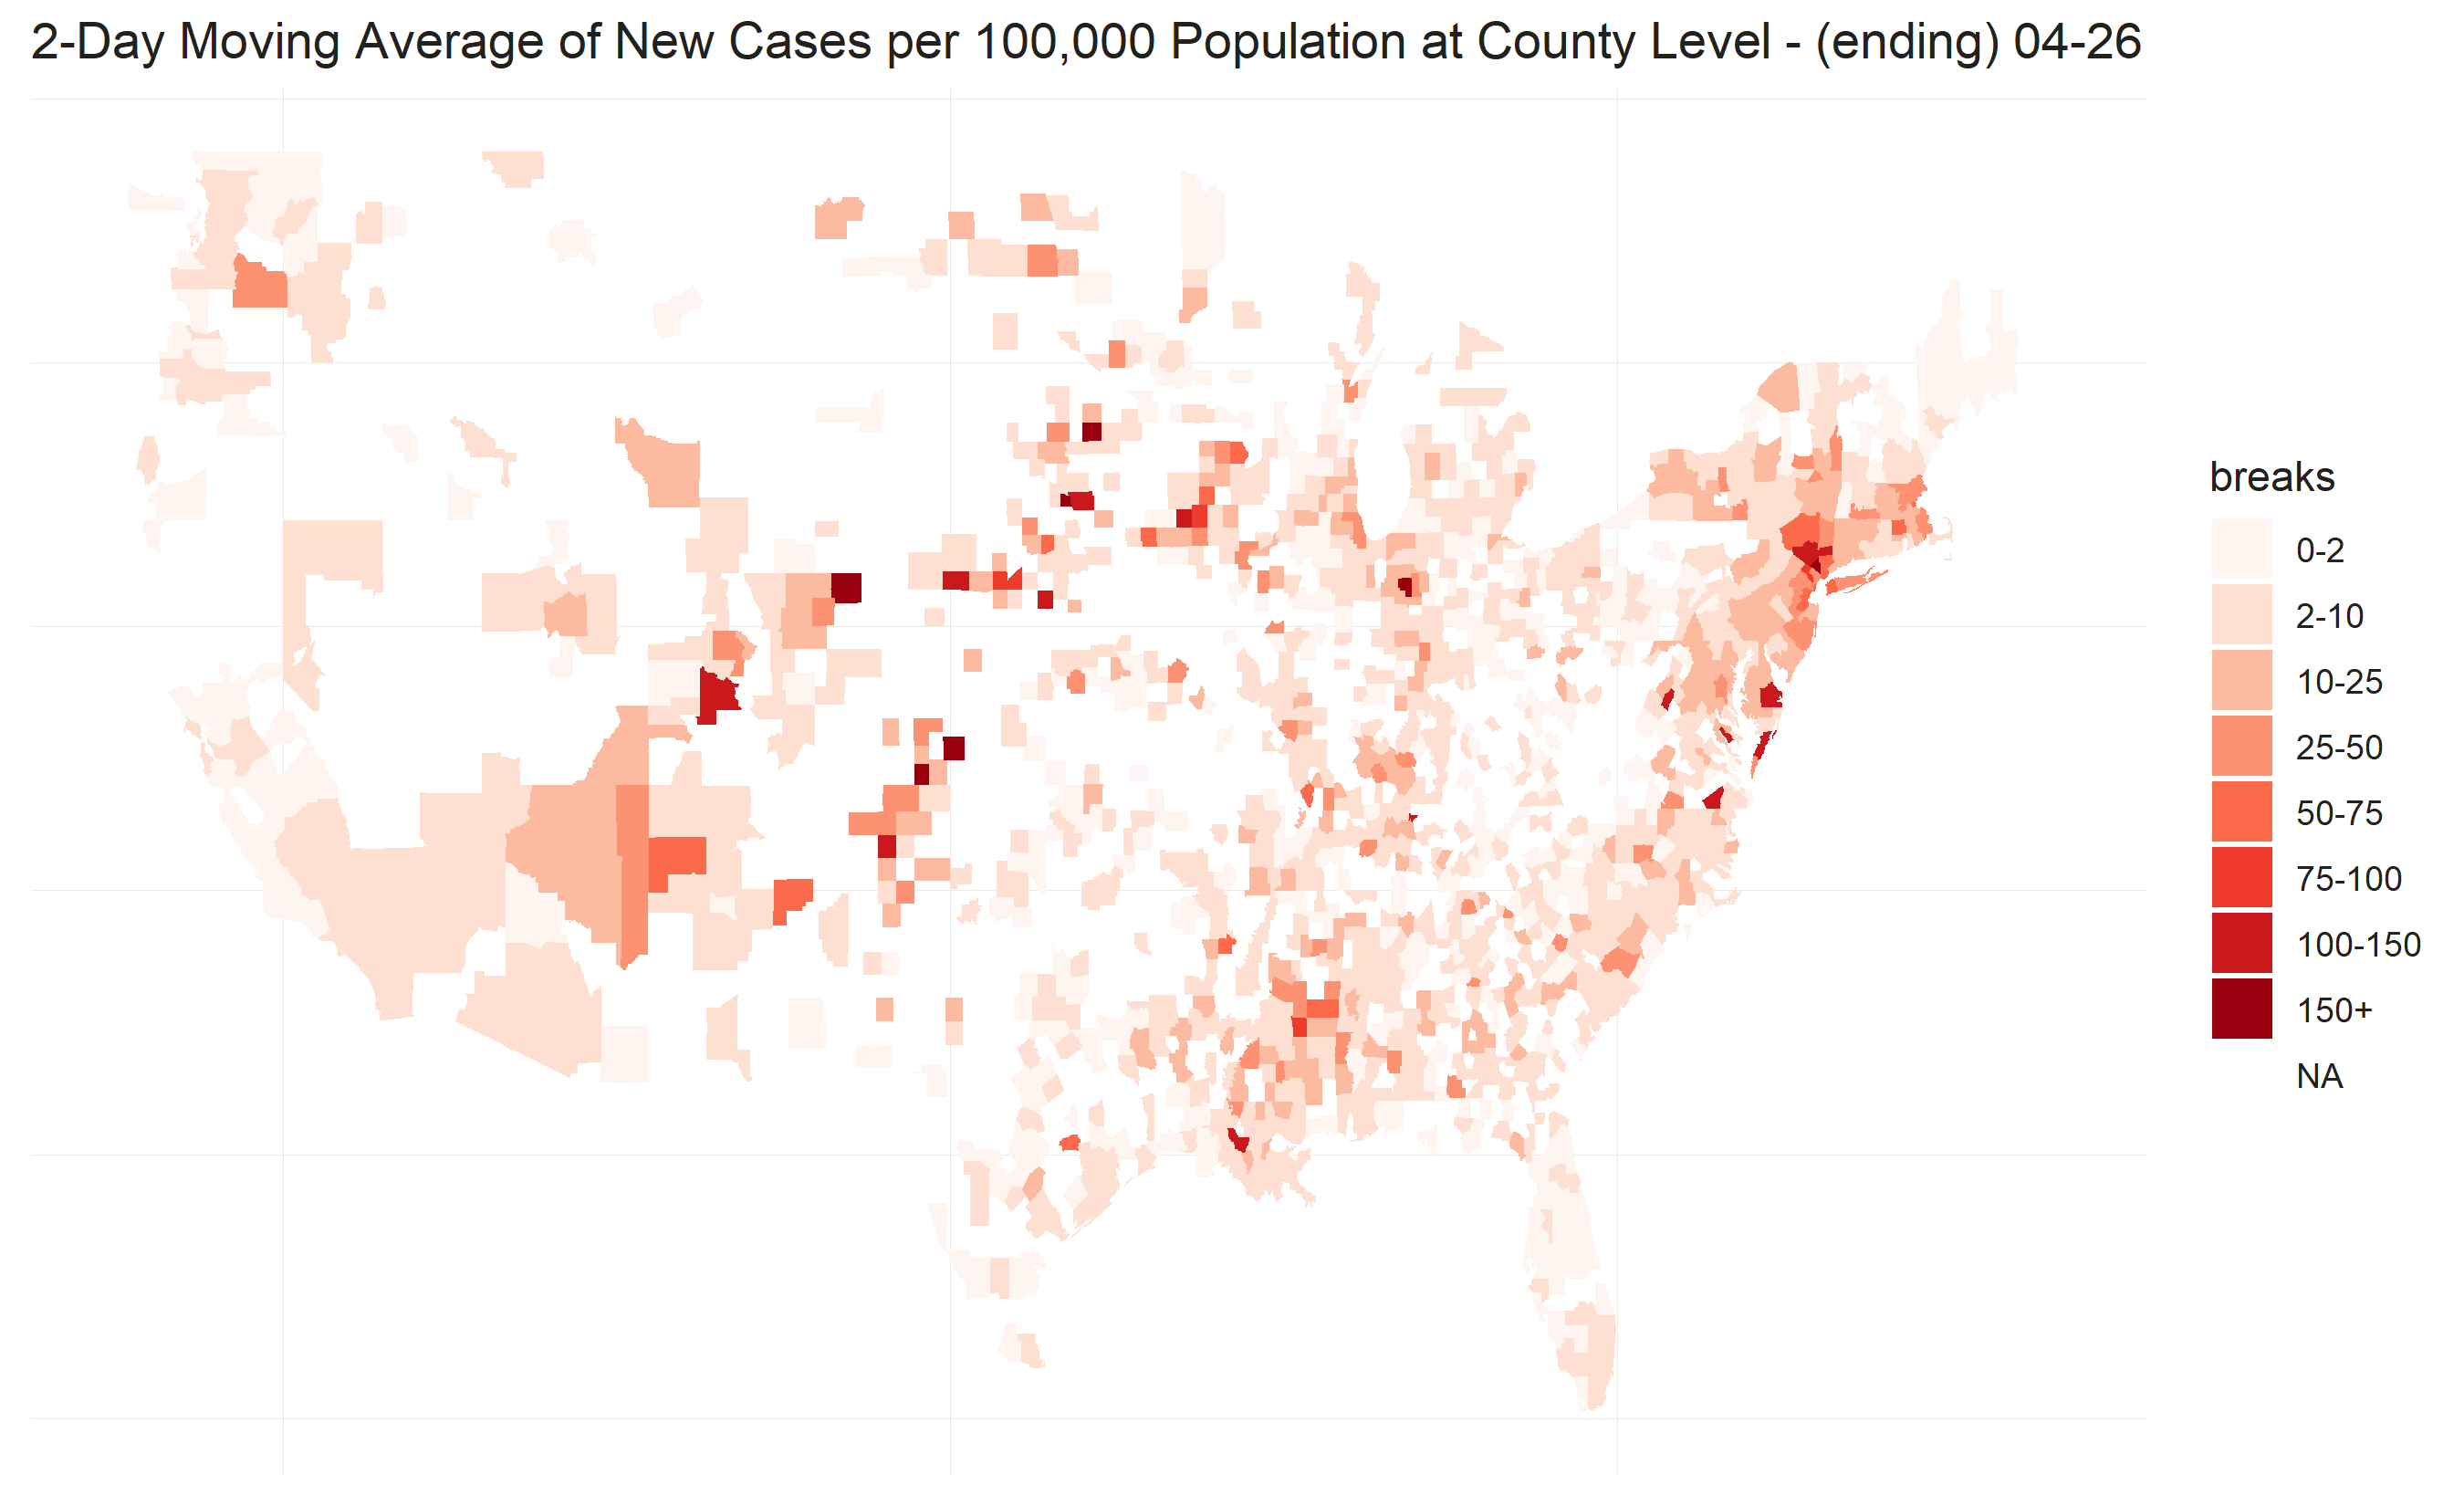 2-Day Moving Average of New Cases per 100,000 Population at County Level - (ending) 04-26
breaks
0-2
2-10
10-25
25-50
50-75
75-100
100-150
150+
NA